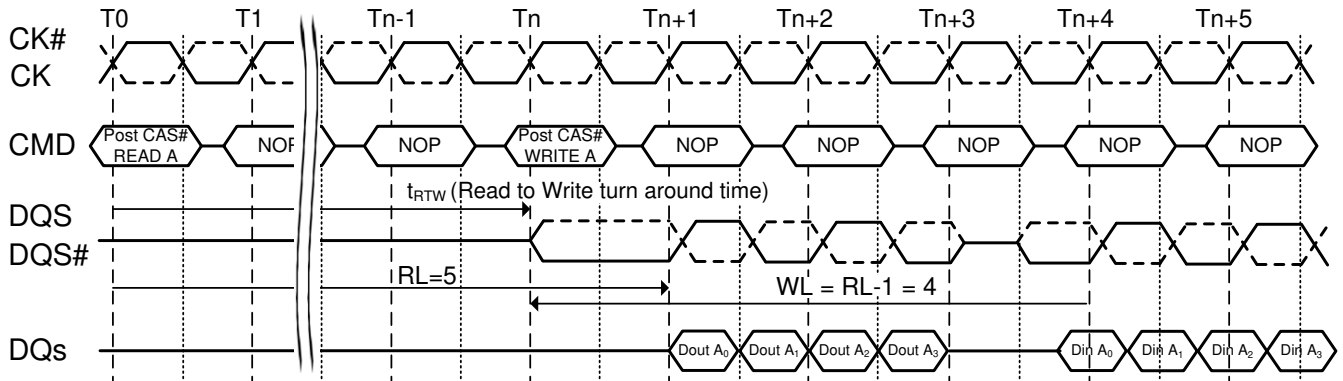 T0 T1 Tn-1 Tn Tn+1 Tn+2 Tn+3 Tn+4 Tn+5
CK#
CK
CMD
Post CAS# READ A
NOP
NOP
Post CAS# WRITE A
NOP
NOP
NOP
NOP
NOP
tRTW (Read to Write turn around time)
DQS
DQS#
RL=5
WL = RL-1 = 4
DQs
Dout A0 Dout A1 Dout A2 Dout A3 Din A0 Din A1 Din A2 Din A3